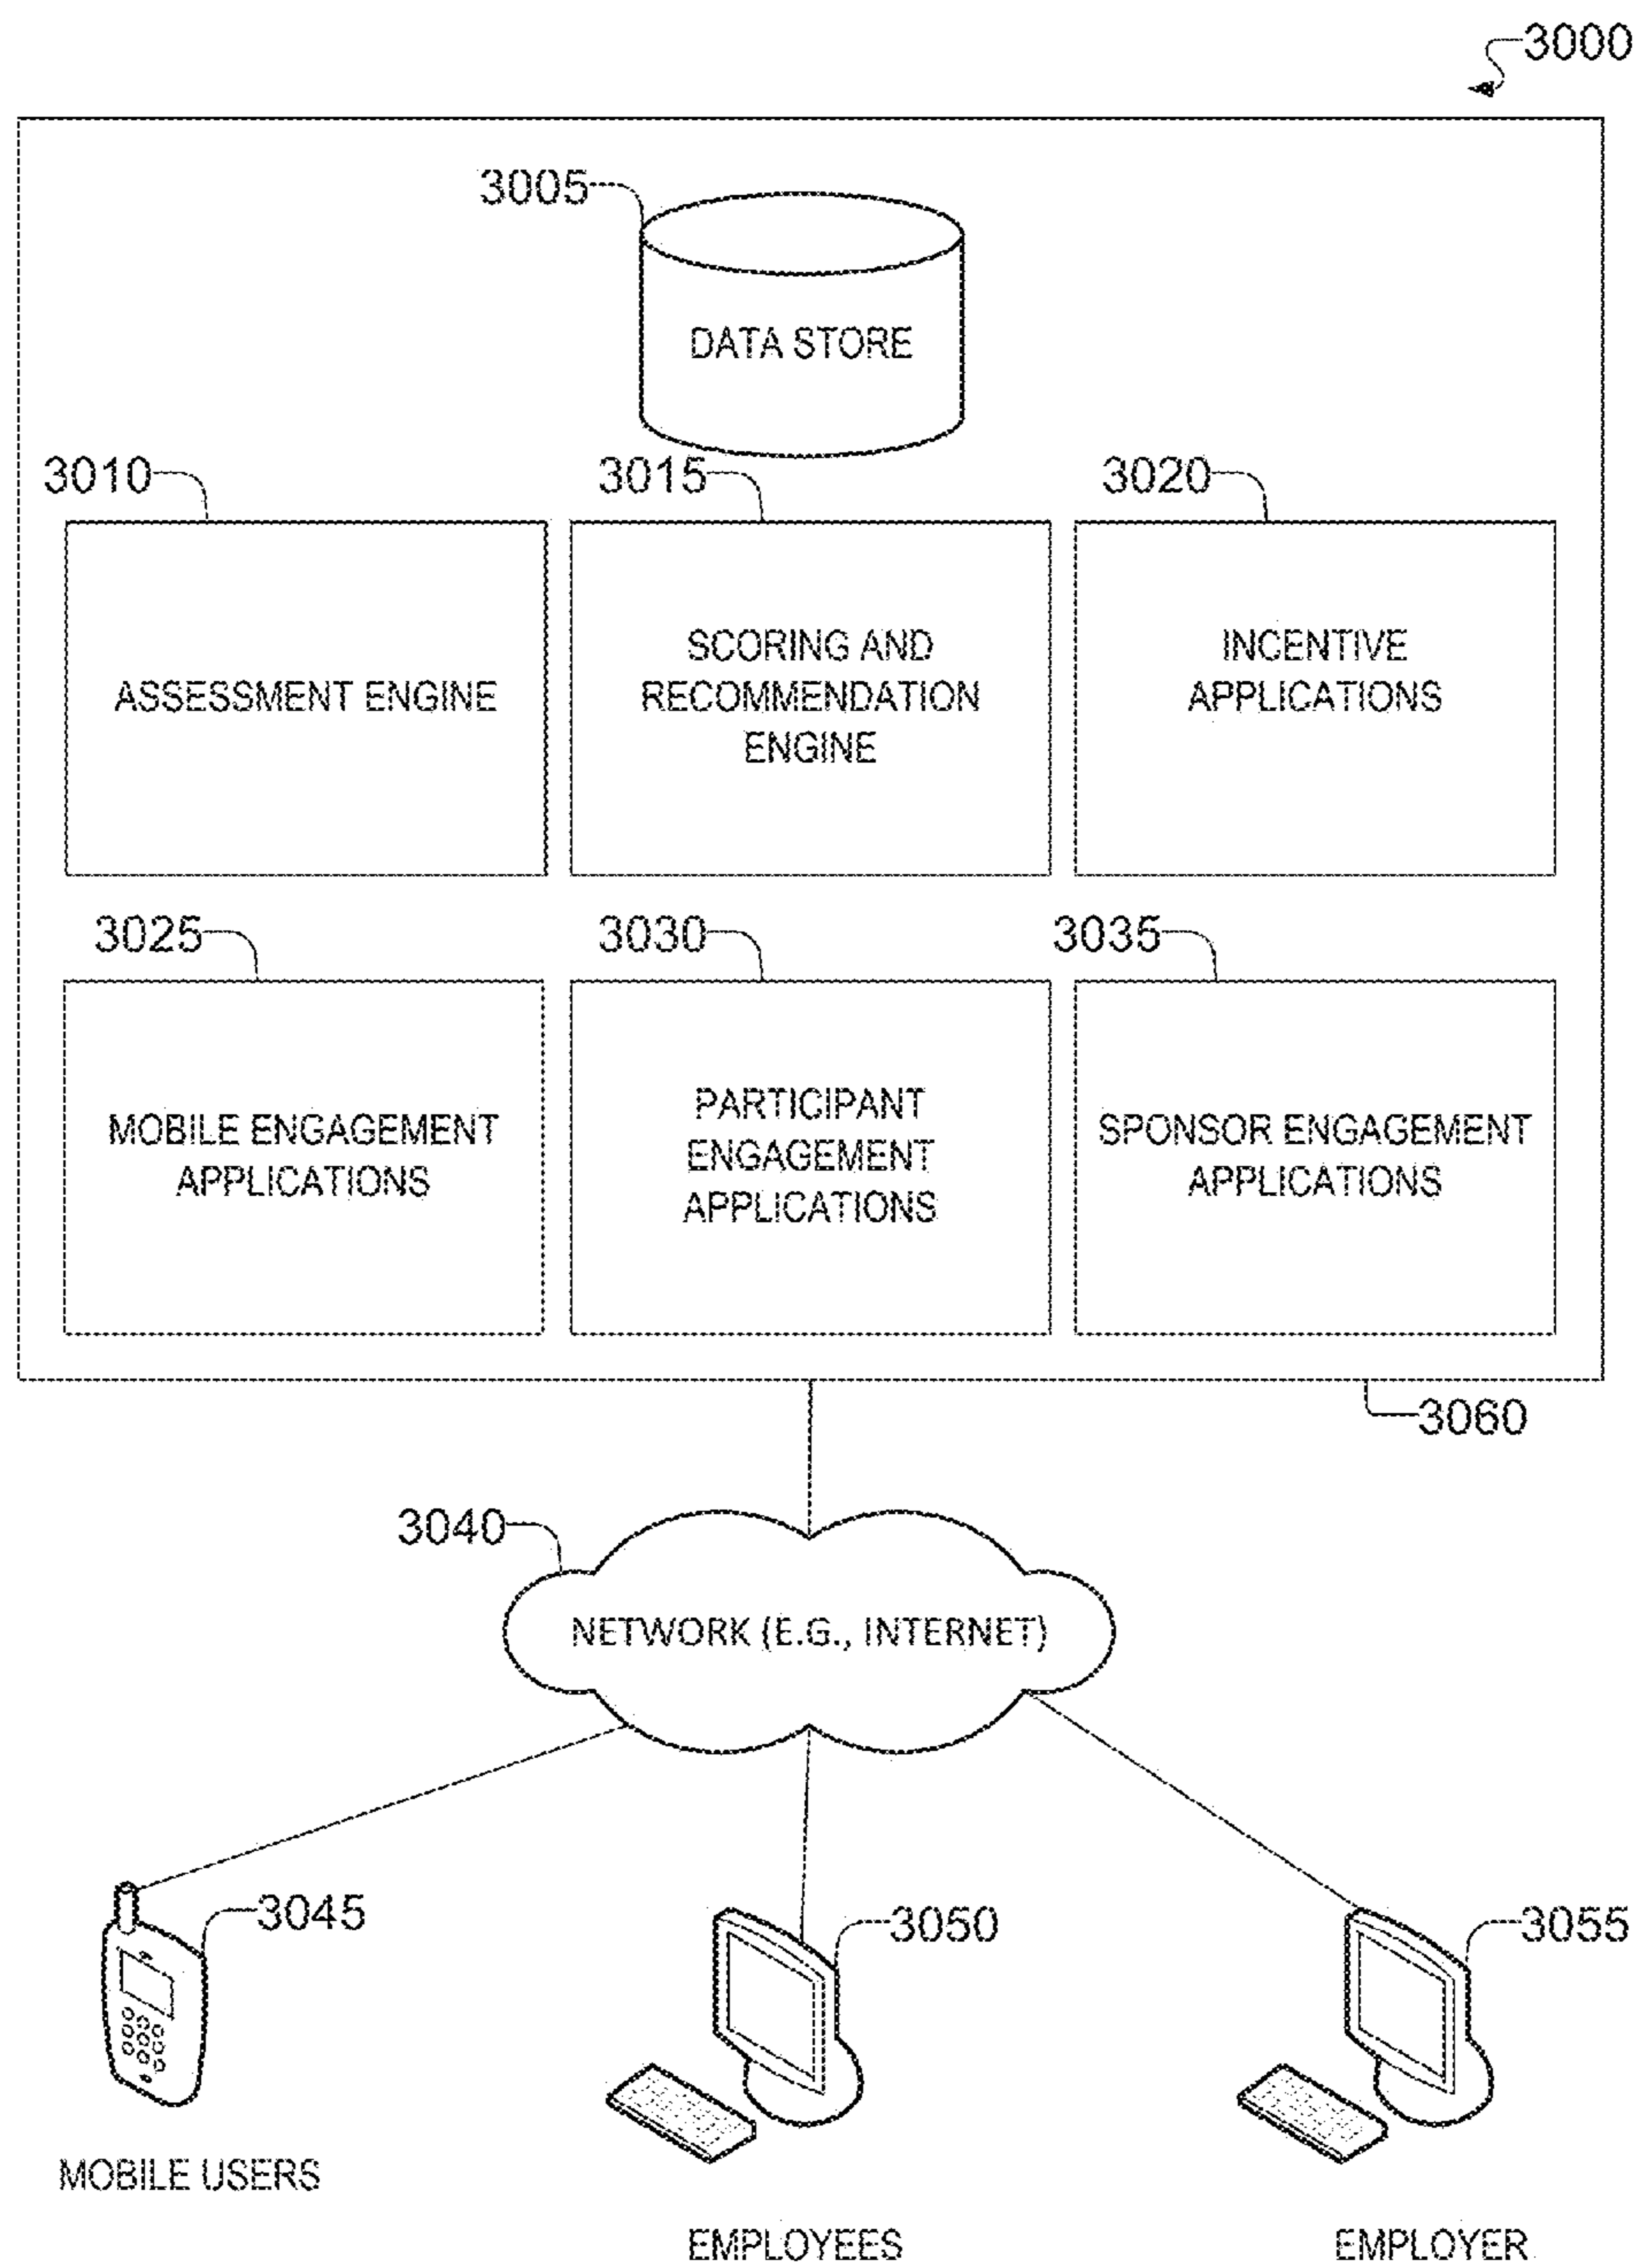 3000
3005
DATA STORE
3010
3015
3020
ASSESSMENT ENGINE
SCORING AND
RECOMMENDATION
ENGINE
INCENTIVE
APPLICATIONS
3025
3030
3035
MOBILE ENGAGEMENT
APPLICATIONS
PARTICIPANT
ENGAGEMENT
APPLICATIONS
SPONSOR ENGAGEMENT
APPLICATIONS
3060
3040
NETWORK (E.G., INTERNET)
3045
3050
3055
MOBILE USERS
EMPLOYEES
EMPLOYER